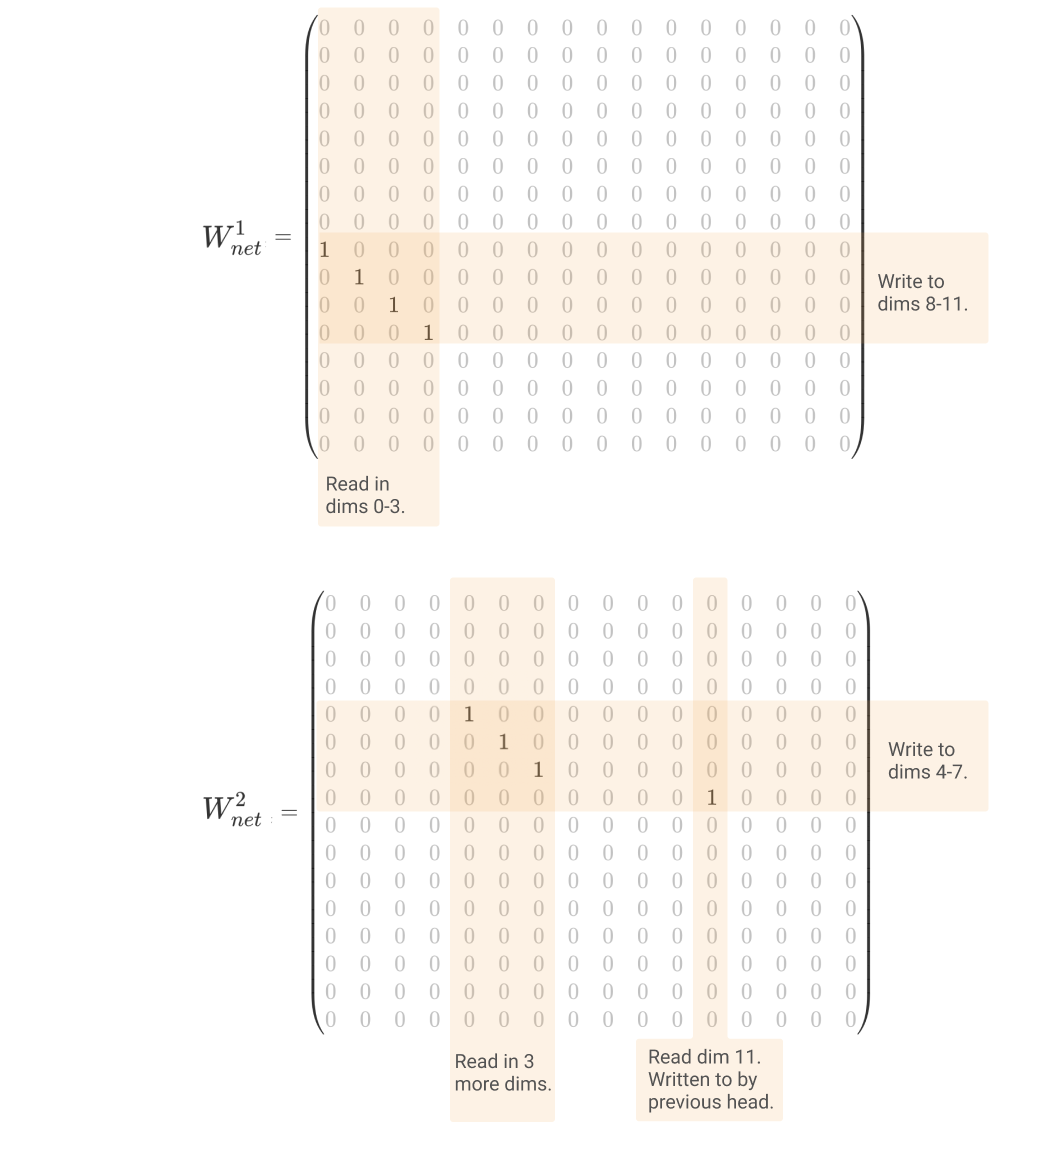 0 0 0 0 0 0 0 0 0 0 0 0 0 0 0 0
0 0 0 0 0 0 0 0 0 0 0 0 0 0 0 0
0 0 0 0 0 0 0 0 0 0 0 0 0 0 0 0
0 0 0 0 0 0 0 0 0 0 0 0 0 0 0 0
0 0 0 0 0 0 0 0 0 0 0 0 0 0 0 0
0 0 0 0 0 0 0 0 0 0 0 0 0 0 0 0
0 0 0 0 0 0 0 0 0 0 0 0 0 0 0 0
0 0 0 0 0 0 0 0 0 0 0 0 0 0 0 0
W^1_net =
1 0 0 0 0 0 0 0 0 0 0 0 0 0 0 0
0 1 0 0 0 0 0 0 0 0 0 0 0 0 0 0
0 0 1 0 0 0 0 0 0 0 0 0 0 0 0 0
0 0 0 1 0 0 0 0 0 0 0 0 0 0 0 0
Write to
dims 8-11.
0 0 0 0 0 0 0 0 0 0 0 0 0 0 0 0
0 0 0 0 0 0 0 0 0 0 0 0 0 0 0 0
0 0 0 0 0 0 0 0 0 0 0 0 0 0 0 0
0 0 0 0 0 0 0 0 0 0 0 0 0 0 0 0
Read in
dims 0-3.
0 0 0 0 0 0 0 0 0 0 0 0 0 0 0 0
0 0 0 0 0 0 0 0 0 0 0 0 0 0 0 0
0 0 0 0 0 0 0 0 0 0 0 0 0 0 0 0
0 0 0 0 0 0 0 0 0 0 0 0 0 0 0 0
0 0 0 0 1 0 0 0 0 0 0 0 0 0 0 0
0 0 0 0 0 1 0 0 0 0 0 0 0 0 0 0
0 0 0 0 0 0 1 0 0 0 0 0 0 0 0 0
0 0 0 0 0 0 0 0 0 0 0 1 0 0 0 0
Write to
dims 4-7.
W^2_net =
0 0 0 0 0 0 0 0 0 0 0 0 0 0 0 0
0 0 0 0 0 0 0 0 0 0 0 0 0 0 0 0
0 0 0 0 0 0 0 0 0 0 0 0 0 0 0 0
0 0 0 0 0 0 0 0 0 0 0 0 0 0 0 0
0 0 0 0 0 0 0 0 0 0 0 0 0 0 0 0
0 0 0 0 0 0 0 0 0 0 0 0 0 0 0 0
0 0 0 0 0 0 0 0 0 0 0 0 0 0 0 0
0 0 0 0 0 0 0 0 0 0 0 0 0 0 0 0
Read in 3
more dims.
Read dim 11.
Written to by
previous head.